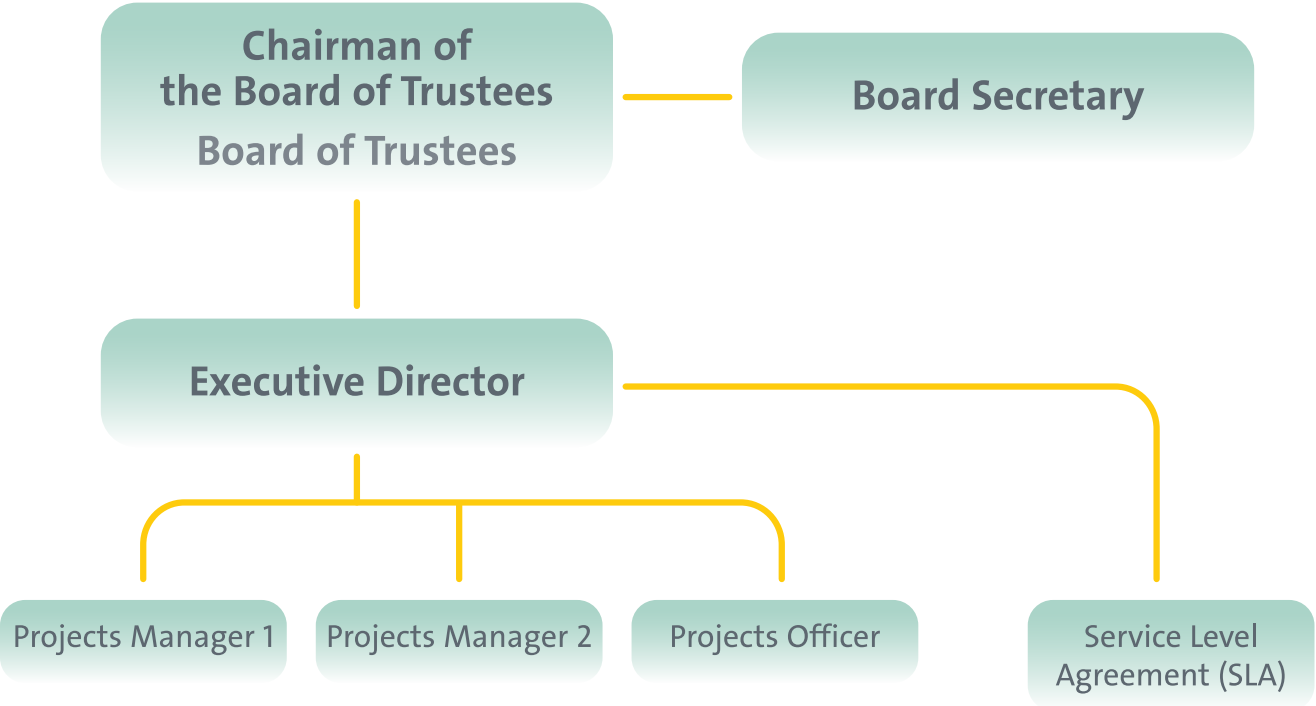 Chairman of
the Board of Trustees
Board of Trustees
Board Secretary
Executive Director
Projects Manager 1
Projects Manager 2
Projects Officer
Service Level
Agreement (SLA)